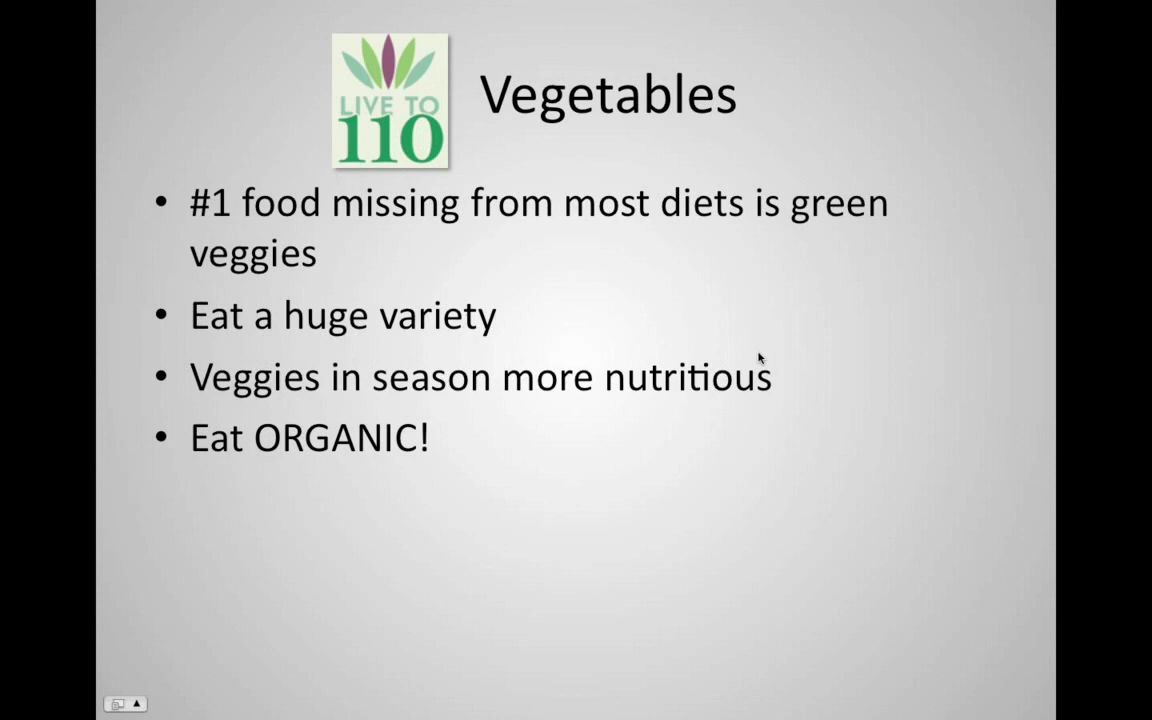 LIVE TO
110
Vegetables
• #1 food missing from most diets is green
veggies
• Eat a huge variety
• Veggies in season more nutritious
• Eat ORGANIC!